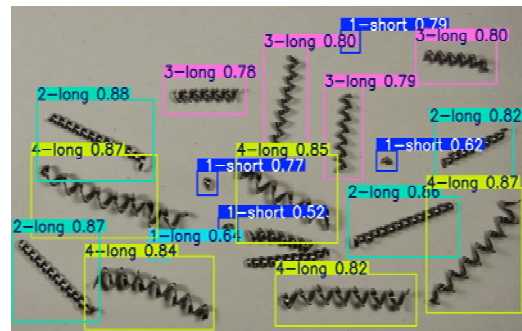 1-short 0.79
3-long 0.80
3-long 0.80
3-long 0.78
3-long 0.79
2-long 0.88
2-long 0.82
1-short 0.62
4-long 0.87
4-long 0.85
1-short 0.77
4-long 0.87
2-long 0.86
1-short 0.52
2-long 0.87
1-long 0.64
4-long 0.84
4-long 0.82